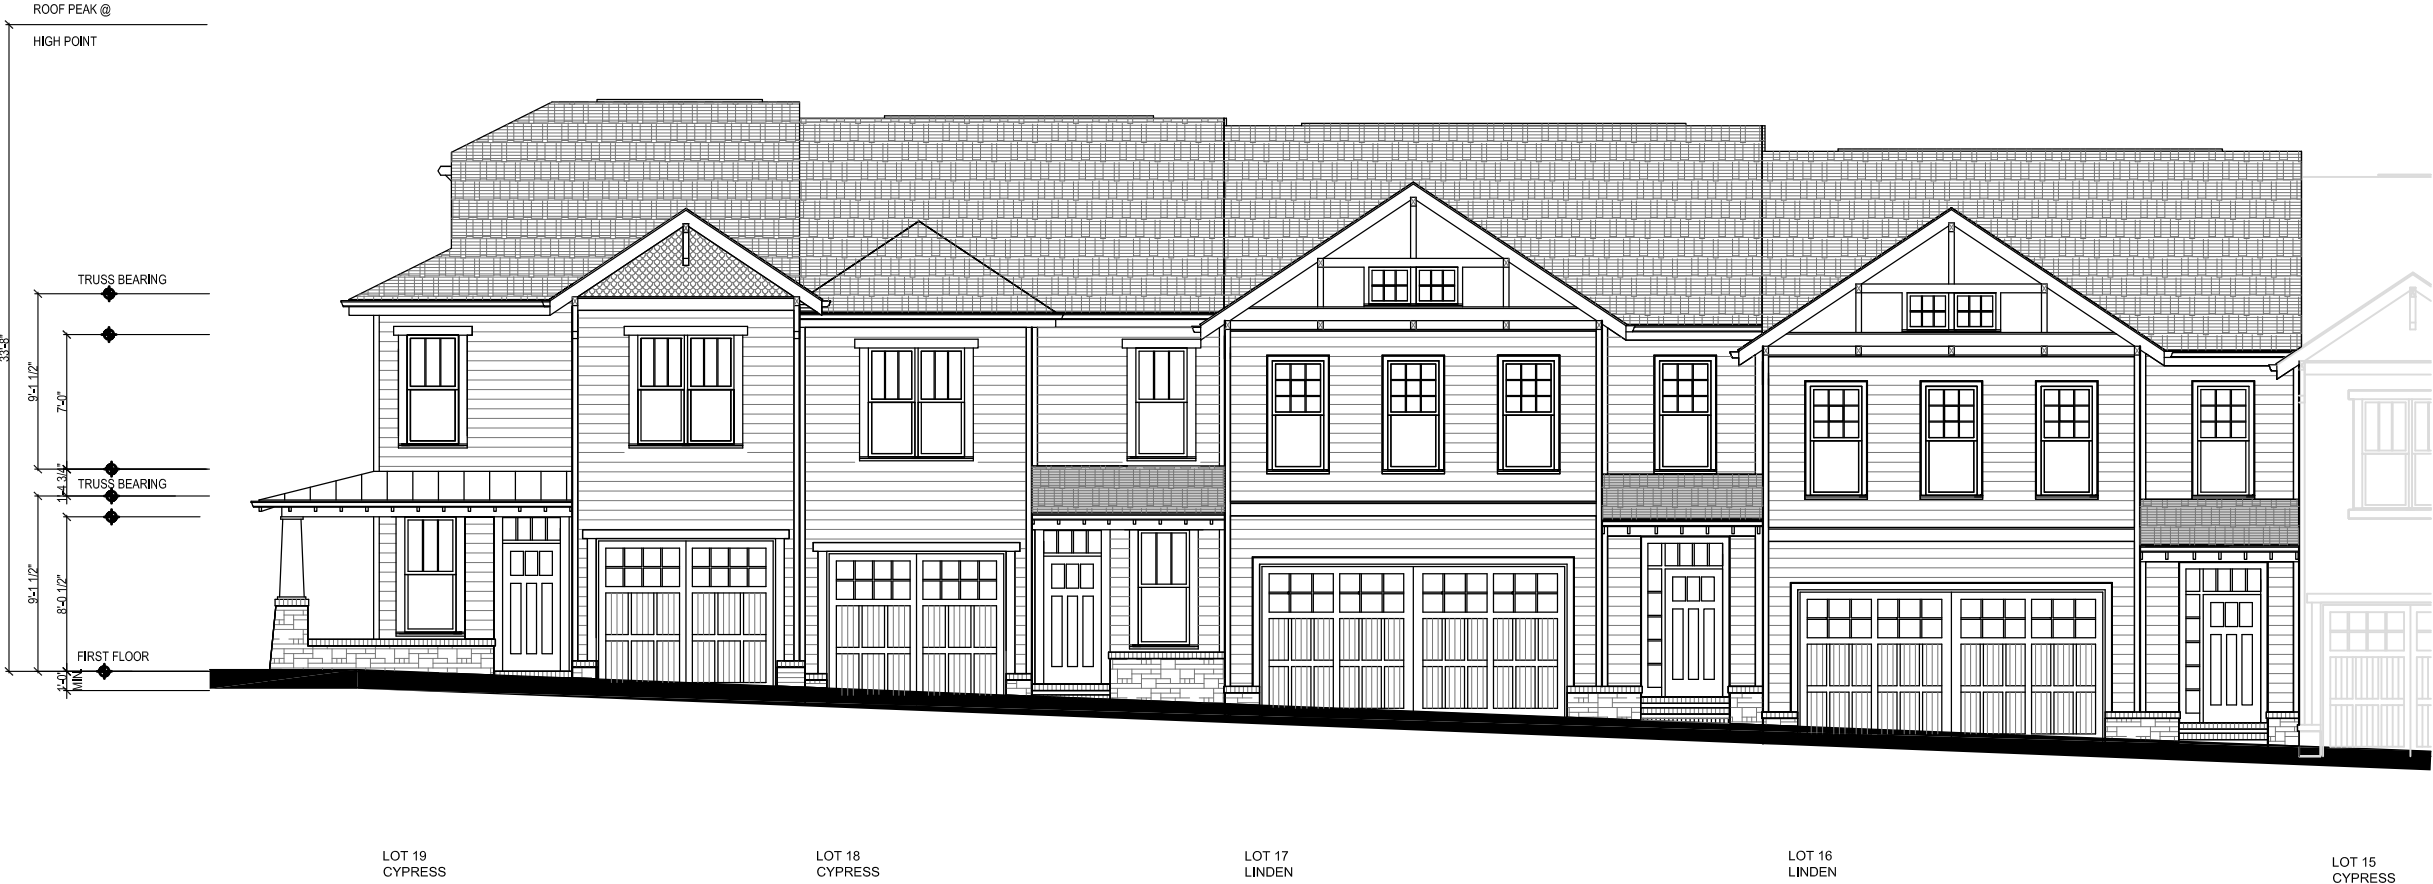 ROOF PEAK @
HIGH POINT
TRUSS BEARING
33'-8"
9'-1 1/2"
7'-0"
1'-4 3/4"
TRUSS BEARING
9'-1 1/2"
8'-0 1/2"
FIRST FLOOR
1'-0"
MIN.
LOT 19
CYPRESS
LOT 18
CYPRESS
LOT 17
LINDEN
LOT 16
LINDEN
LOT 15
CYPRESS